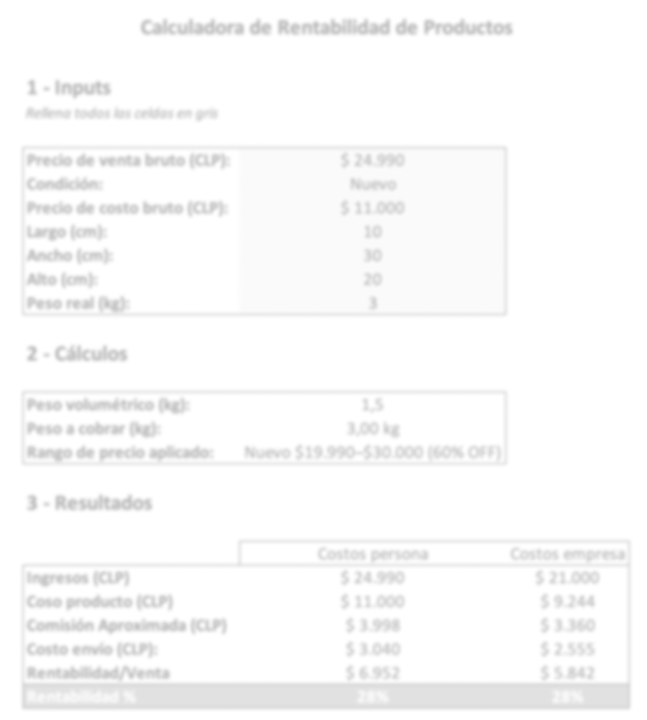 Calculadora de Rentabilidad de Productos
1 - Inputs
Rellena todos las celdas en gris
Precio de venta bruto (CLP): $ 24.990
Condición: Nuevo
Precio de costo bruto (CLP): $ 11.000
Largo (cm): 10
Ancho (cm): 30
Alto (cm): 20
Peso real (kg): 3
2 - Cálculos
Peso volumétrico (kg): 1,5
Peso a cobrar (kg): 3,00 kg
Rango de precio aplicado: Nuevo $19.990–$30.000 (60% OFF)
3 - Resultados
Costos persona Costos empresa
Ingresos (CLP) $ 24.990 $ 21.000
Coso producto (CLP) $ 11.000 $ 9.244
Comisión Aproximada (CLP) $ 3.998 $ 3.360
Costo envío (CLP): $ 3.040 $ 2.555
Rentabilidad/Venta $ 6.952 $ 5.842
Rentabilidad % 28% 28%